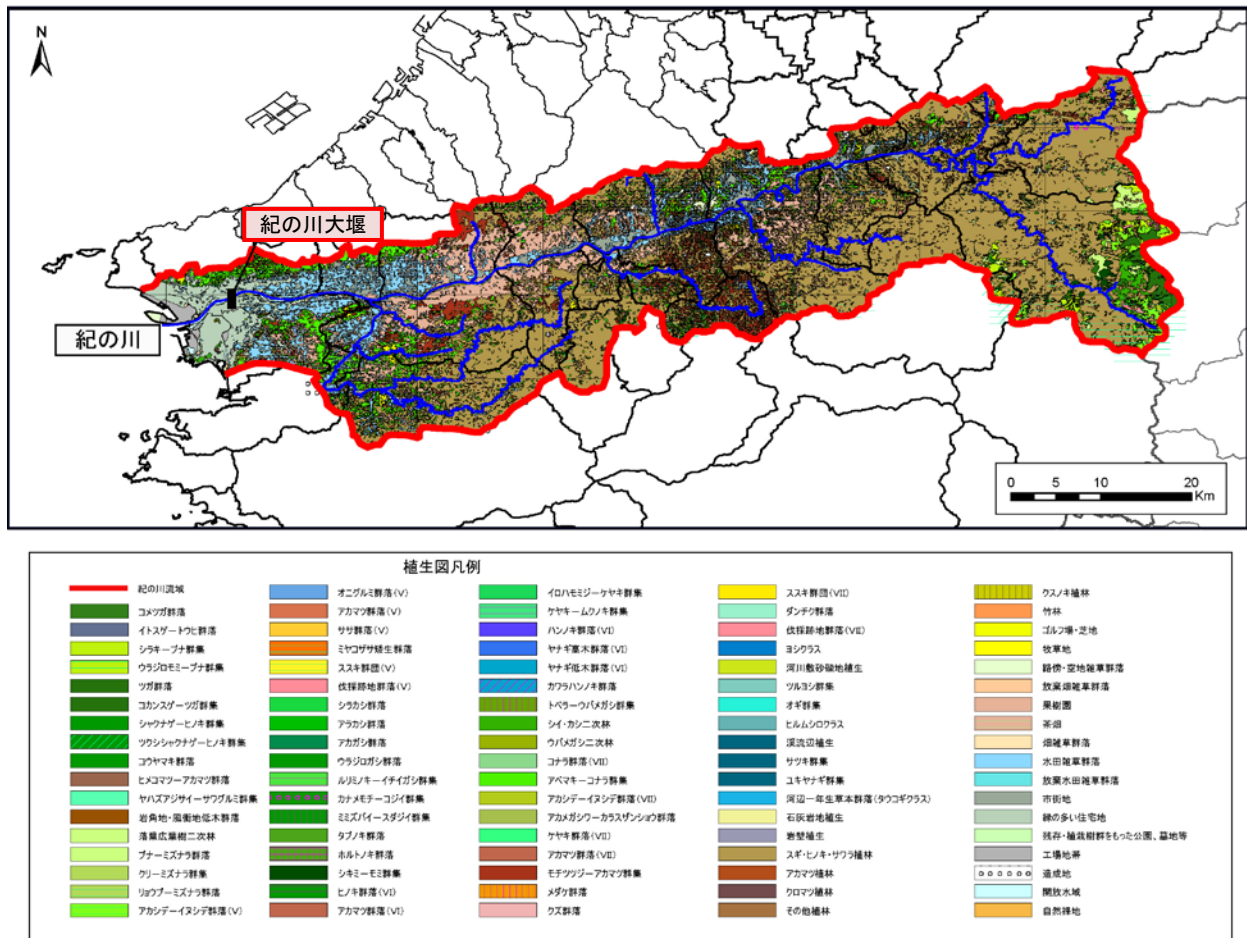 N
紀の川大堰
紀の川
0 5 10 20
Km
植生図凡例
紀の川流域
コメツガ群落
イトスゲートウヒ群落
シラキーブナ群集
ウラジロモミーブナ群集
ツガ群落
コカンスゲーツガ群集
シャクナゲーヒノキ群集
ツクシシャクナゲーヒノキ群集
コウヤマキ群落
ヒメコマツーアカマツ群落
ヤハズアジサイーサワグルミ群集
岩角地・風衝地低木群落
落葉広葉樹二次林
ブナーミズナラ群落
クリーミズナラ群集
リョウブーミズナラ群落
アカシデーイヌシデ群落(V)
オニグルミ群落(V)
アカマツ群落(V)
ササ群落(V)
ミヤコザサ矮生群落
ススキ群団(V)
伐採跡地群落(V)
シラカシ群落
アラカシ群落
アカガシ群落
ウラジロガシ群落
ルリミノキーイチイガシ群集
カナメモチーコジイ群集
ミミズバイースダジイ群集
タブノキ群落
ホルトノキ群落
シキミーモミ群集
ヒノキ群落(VI)
アカマツ群落(VI)
イロハモミジーケヤキ群集
ケヤキームクノキ群集
ハンノキ群落(VI)
ヤナギ高木群落(VI)
ヤナギ低木群落(VI)
カワラハンノキ群落
トベラーウバメガシ群集
シイ・カシ二次林
ウバメガシ二次林
コナラ群落(VII)
アベマキーコナラ群集
アカシデーイヌシデ群落(VII)
アカメガシワーカラスザンショウ群落
ケヤキ群落(VII)
アカマツ群落(VII)
モチツツジーアカマツ群集
メダケ群落
クズ群落
ススキ群団(VII)
ダンチク群落
伐採跡地群落(VII)
ヨシクラス
河川敷砂礫地植生
ツルヨシ群集
オギ群集
ヒルムシロクラス
渓流辺植生
サツキ群集
ユキヤナギ群集
河辺一年生草本群落(タウコギクラス)
石灰岩地植生
岩壁植生
スギ・ヒノキ・サワラ植林
アカマツ植林
クロマツ植林
その他植林
クスノキ植林
竹林
ゴルフ場・芝地
牧草地
路傍・空地雑草群落
放棄畑雑草群落
果樹園
茶畑
畑雑草群落
水田雑草群落
放棄水田雑草群落
市街地
緑の多い住宅地
残存・植栽樹群をもった公園、墓地等
工場地帯
造成地
開放水域
自然裸地